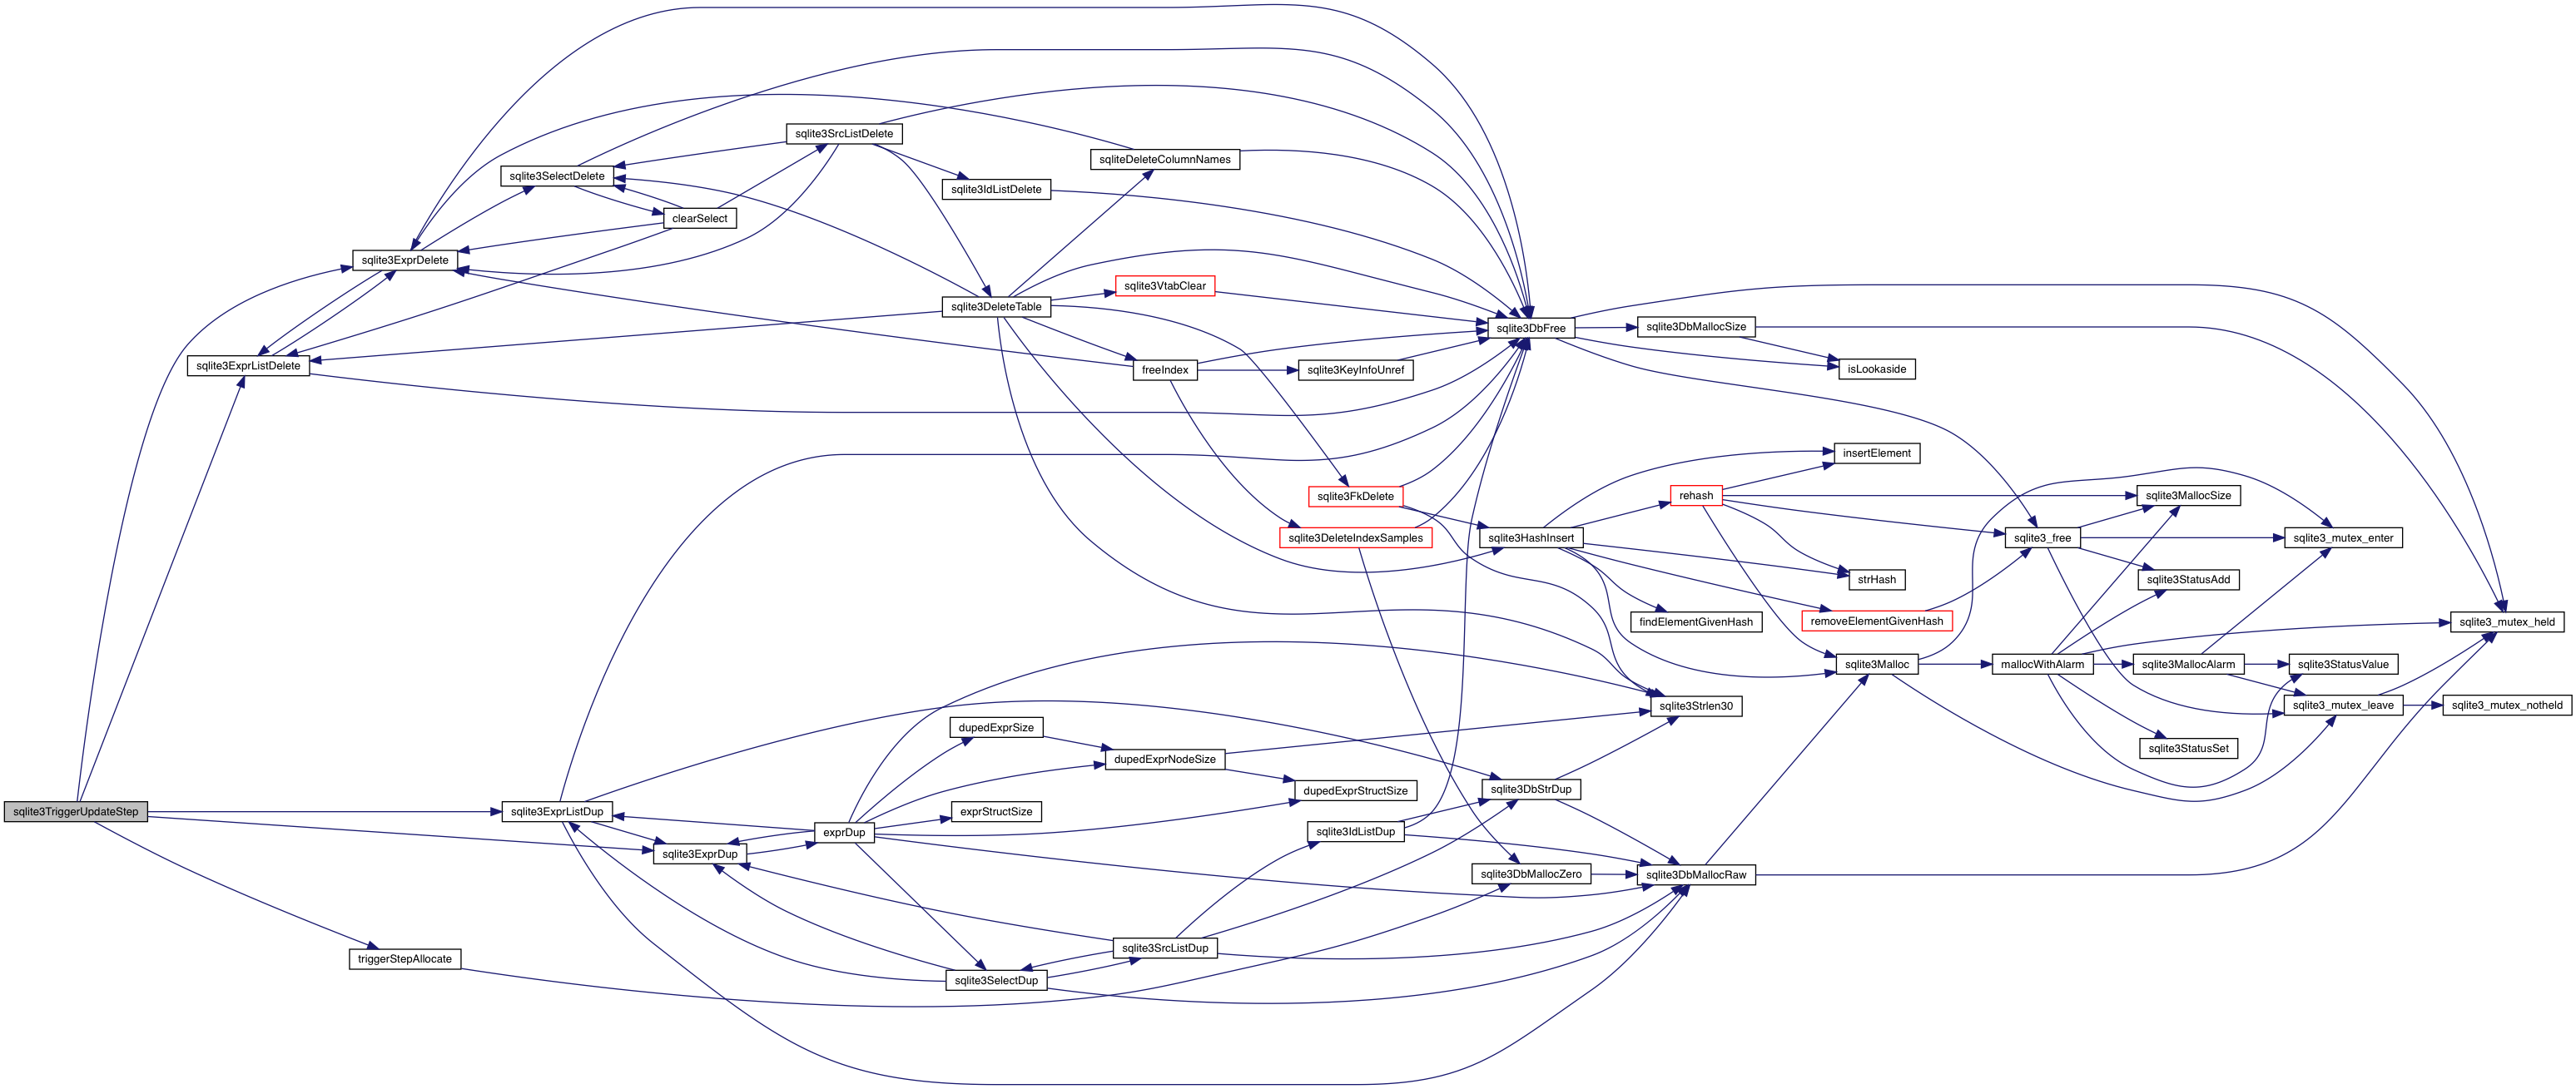 sqlite3SrcListDelete
sqliteDeleteColumnNames
sqlite3SelectDelete
sqlite3IdListDelete
clearSelect
sqlite3ExprDelete
sqlite3VtabClear
sqlite3DeleteTable
sqlite3DbFree
sqlite3DbMallocSize
sqlite3ExprListDelete
freeIndex
sqlite3KeyInfoUnref
isLookaside
insertElement
sqlite3FkDelete
rehash
sqlite3MallocSize
sqlite3DeleteIndexSamples
sqlite3HashInsert
sqlite3_free
sqlite3_mutex_enter
strHash
sqlite3StatusAdd
findElementGivenHash
removeElementGivenHash
sqlite3_mutex_held
sqlite3Malloc
mallocWithAlarm
sqlite3MallocAlarm
sqlite3StatusValue
sqlite3Strlen30
sqlite3_mutex_leave
sqlite3_mutex_notheld
dupedExprSize
sqlite3StatusSet
dupedExprNodeSize
sqlite3DbStrDup
dupedExprStructSize
sqlite3TriggerUpdateStep
sqlite3ExprListDup
exprStructSize
exprDup
sqlite3IdListDup
sqlite3ExprDup
sqlite3DbMallocZero
sqlite3DbMallocRaw
sqlite3SrcListDup
triggerStepAllocate
sqlite3SelectDup